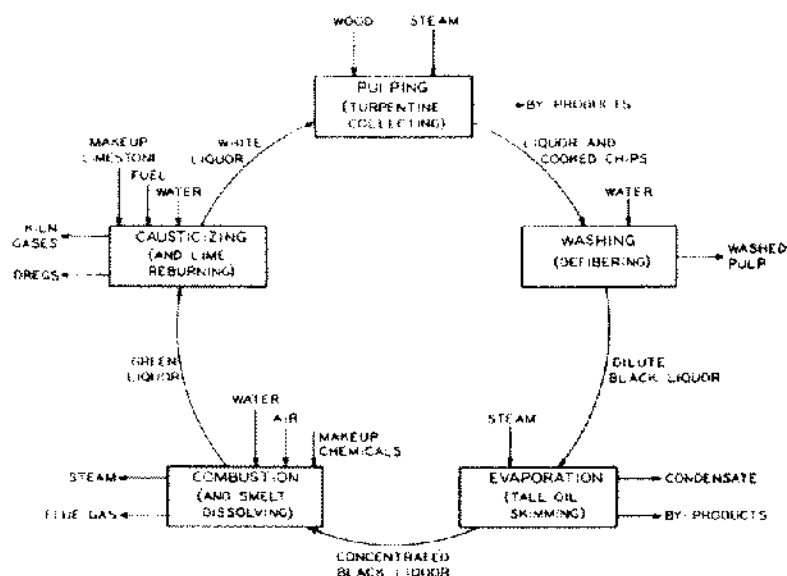 WOOD
STEAM
PULPING
(TURPENTINE
COLLECTING)
BY-PRODUCTS
WHITE
LIQUOR
LIQUOR AND
COOKED CHIPS
MAKEUP
LIMESTONE
FUEL
WATER
WATER
KILN
GASES
CAUSTICIZING
(AND LIME
REBURNING)
DREGS
WASHING
(DEFIBERING)
WASHED
PULP
GREEN
LIQUOR
DILUTE
BLACK LIQUOR
WATER
AIR
MAKEUP
CHEMICALS
STEAM
STEAM
COMBUSTION
(AND SMELT
DISSOLVING)
FLUE GAS
EVAPORATION
(TALL OIL
SKIMMING)
CONDENSATE
BY-PRODUCTS
CONCENTRATED
BLACK LIQUOR